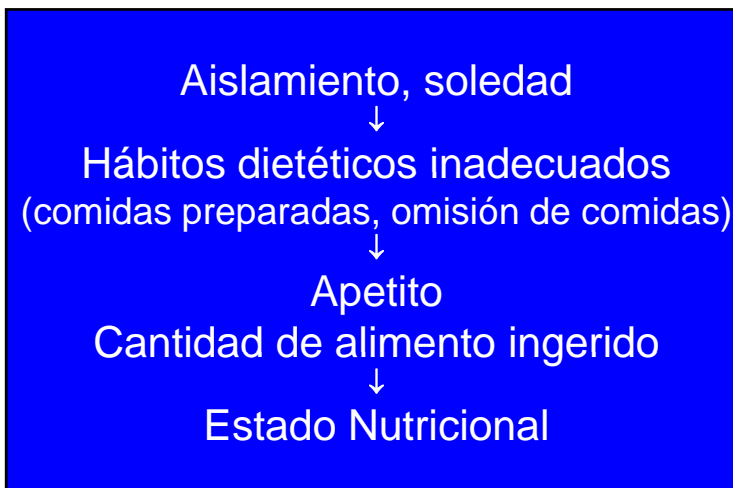 Aislamiento, soledad
↓
Hábitos dietéticos inadecuados
(comidas preparadas, omisión de comidas)
↓
Apetito
Cantidad de alimento ingerido
↓
Estado Nutricional